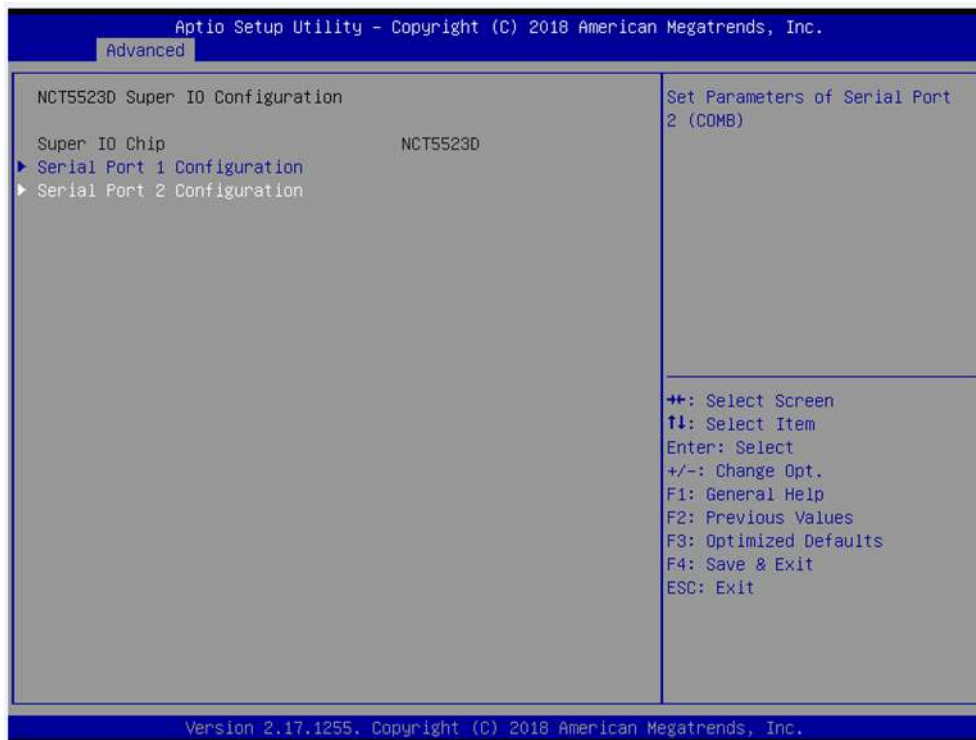 Aptio Setup Utility – Copyright (C) 2018 American Megatrends, Inc.
Advanced
NCT5523D Super IO Configuration
Super IO Chip NCT5523D
Serial Port 1 Configuration
Serial Port 2 Configuration
Set Parameters of Serial Port
2 (COMB)
→←: Select Screen
↑↓: Select Item
Enter: Select
+/-: Change Opt.
F1: General Help
F2: Previous Values
F3: Optimized Defaults
F4: Save & Exit
ESC: Exit
Version 2.17.1255. Copyright (C) 2018 American Megatrends, Inc.